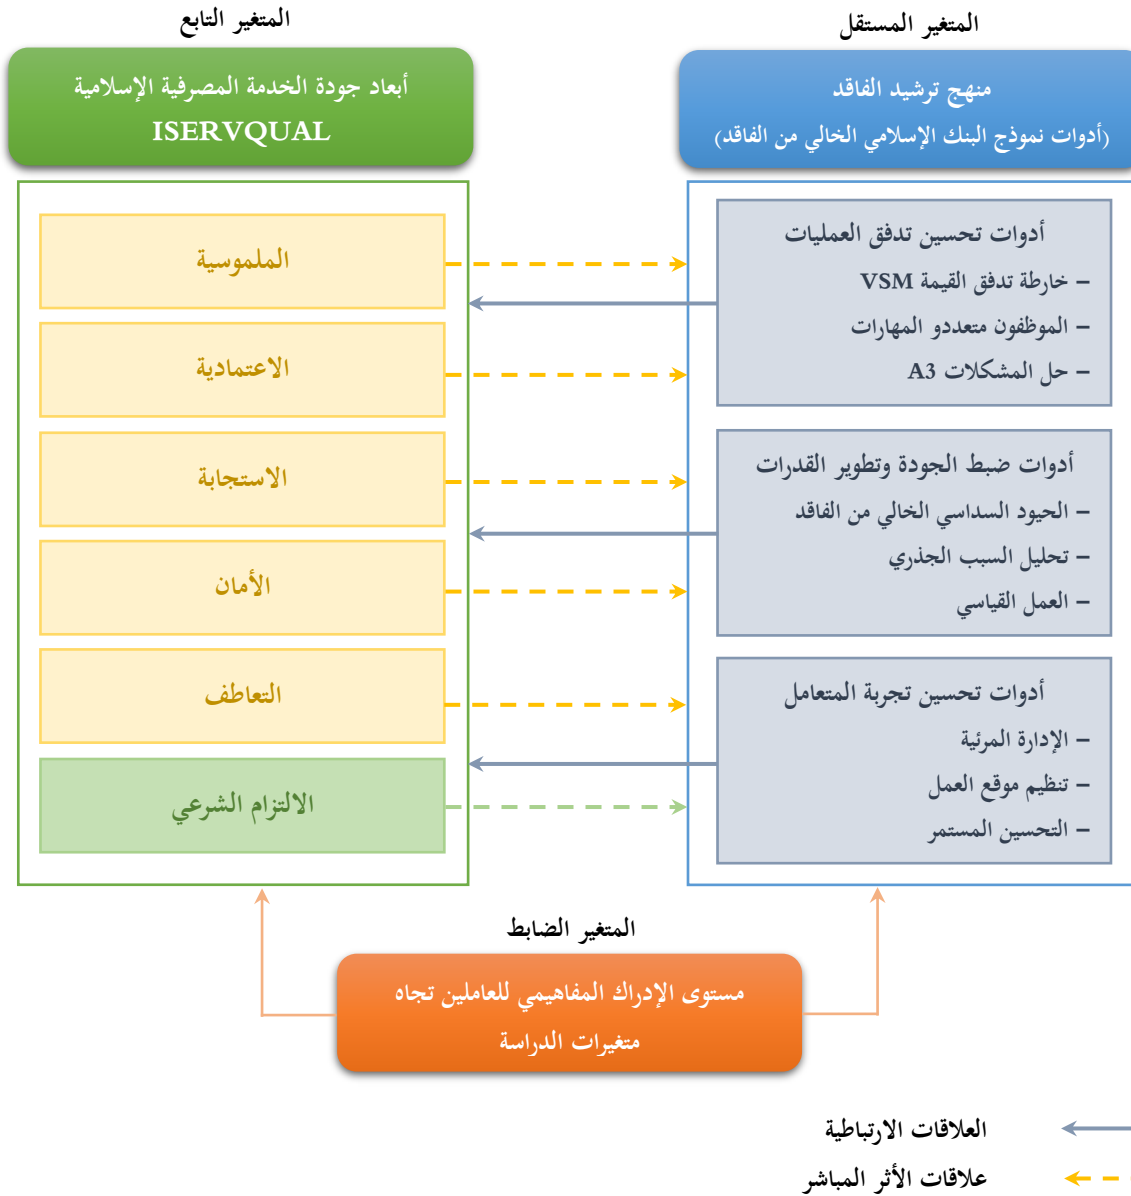 المتغير المستقل
منهج ترشيد الفاقد
(أدوات نموذج البنك الإسلامي الخالي من الفاقد)
أدوات تحسين تدفق العمليات
– خارطة تدفق القيمة VSM
– الموظفون متعددو المهارات
– حل المشكلات A3
أدوات ضبط الجودة وتطوير القدرات
– الحيود السداسي الخالي من الفاقد
– تحليل السبب الجذري
– العمل القياسي
أدوات تحسين تجربة المتعامل
– الإدارة المرئية
– تنظيم موقع العمل
– التحسين المستمر
المتغير التابع
أبعاد جودة الخدمة المصرفية الإسلامية
ISERVQUAL
الملموسية
الاعتمادية
الاستجابة
الأمان
التعاطف
الالتزام الشرعي
المتغير الضابط
مستوى الإدراك المفاهيمي للعاملين تجاه
متغيرات الدراسة
العلاقات الارتباطية
علاقات الأثر المباشر